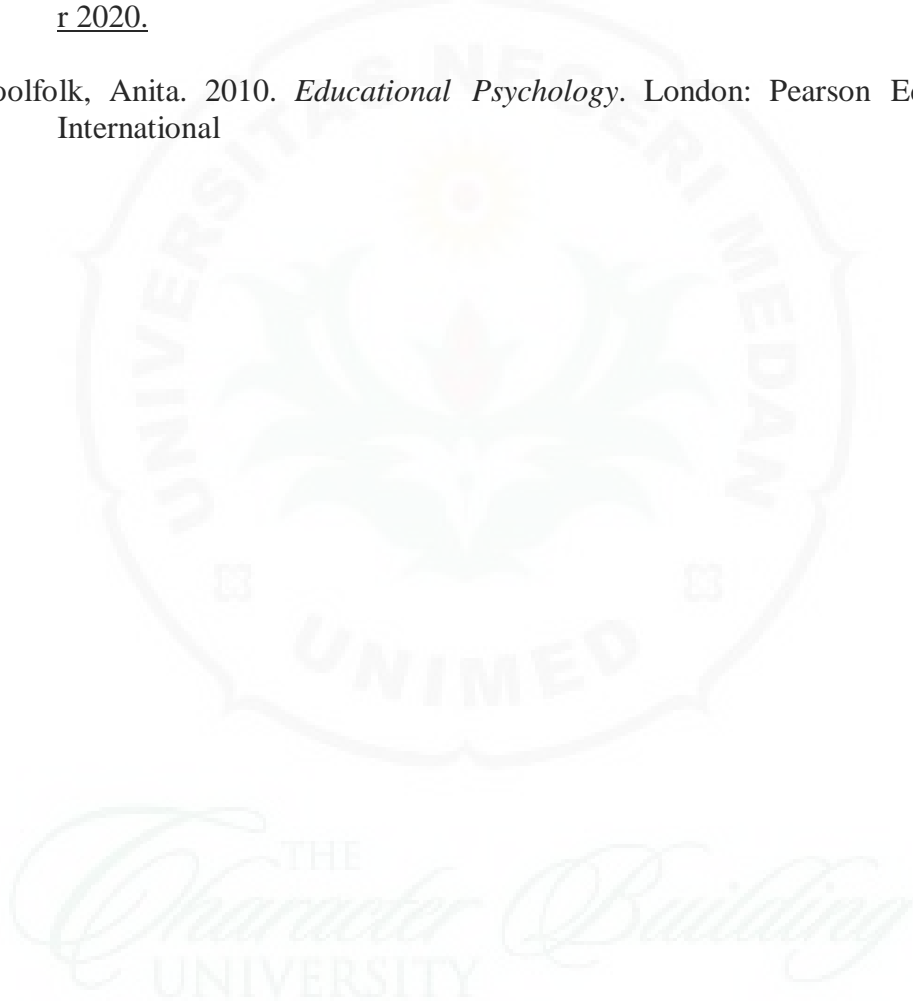 r 2020.
oolfolk, Anita. 2010. Educational Psychology. London: Pearson Ed
International
UNIVERSITAS NEGERI MEDAN
UNIMED
THE
Character Building
UNIVERSITY